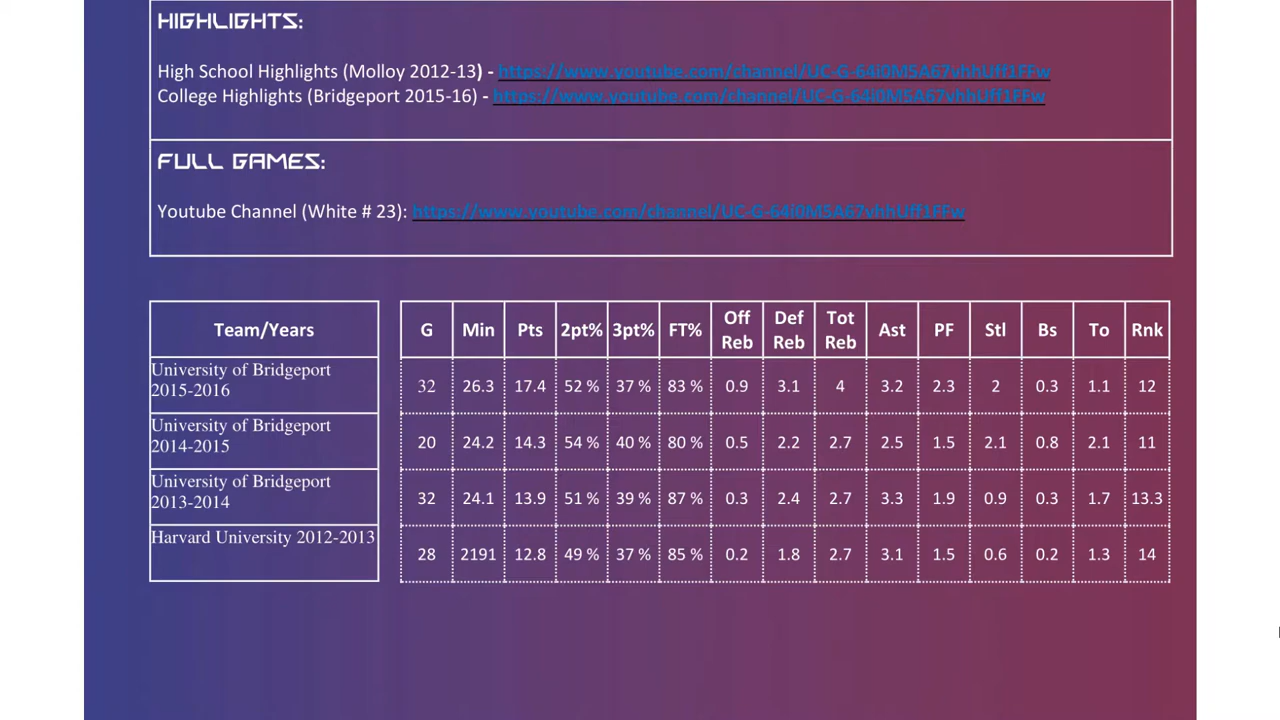 HIGHLIGHTS:
High School Highlights (Molloy 2012-13) - https://www.youtube.com/channel/UC-G-64i0M5A67vhhUff1FFw
College Highlights (Bridgeport 2015-16) - https://www.youtube.com/channel/UC-G-64i0M5A67vhhUff1FFw
FULL GAMES:
Youtube Channel (White # 23): https://www.youtube.com/channel/UC-G-64i0M5A67vhhUff1FFw
Team/Years G Min Pts 2pt% 3pt% FT% Off Reb Def Reb Tot Reb Ast PF Stl Bs To Rnk
University of Bridgeport
2015-2016 32 26.3 17.4 52 % 37 % 83 % 0.9 3.1 4 3.2 2.3 2 0.3 1.1 12
University of Bridgeport
2014-2015 20 24.2 14.3 54 % 40 % 80 % 0.5 2.2 2.7 2.5 1.5 2.1 0.8 2.1 11
University of Bridgeport
2013-2014 32 24.1 13.9 51 % 39 % 87 % 0.3 2.4 2.7 3.3 1.9 0.9 0.3 1.7 13.3
Harvard University 2012-2013 28 2191 12.8 49 % 37 % 85 % 0.2 1.8 2.7 3.1 1.5 0.6 0.2 1.3 14